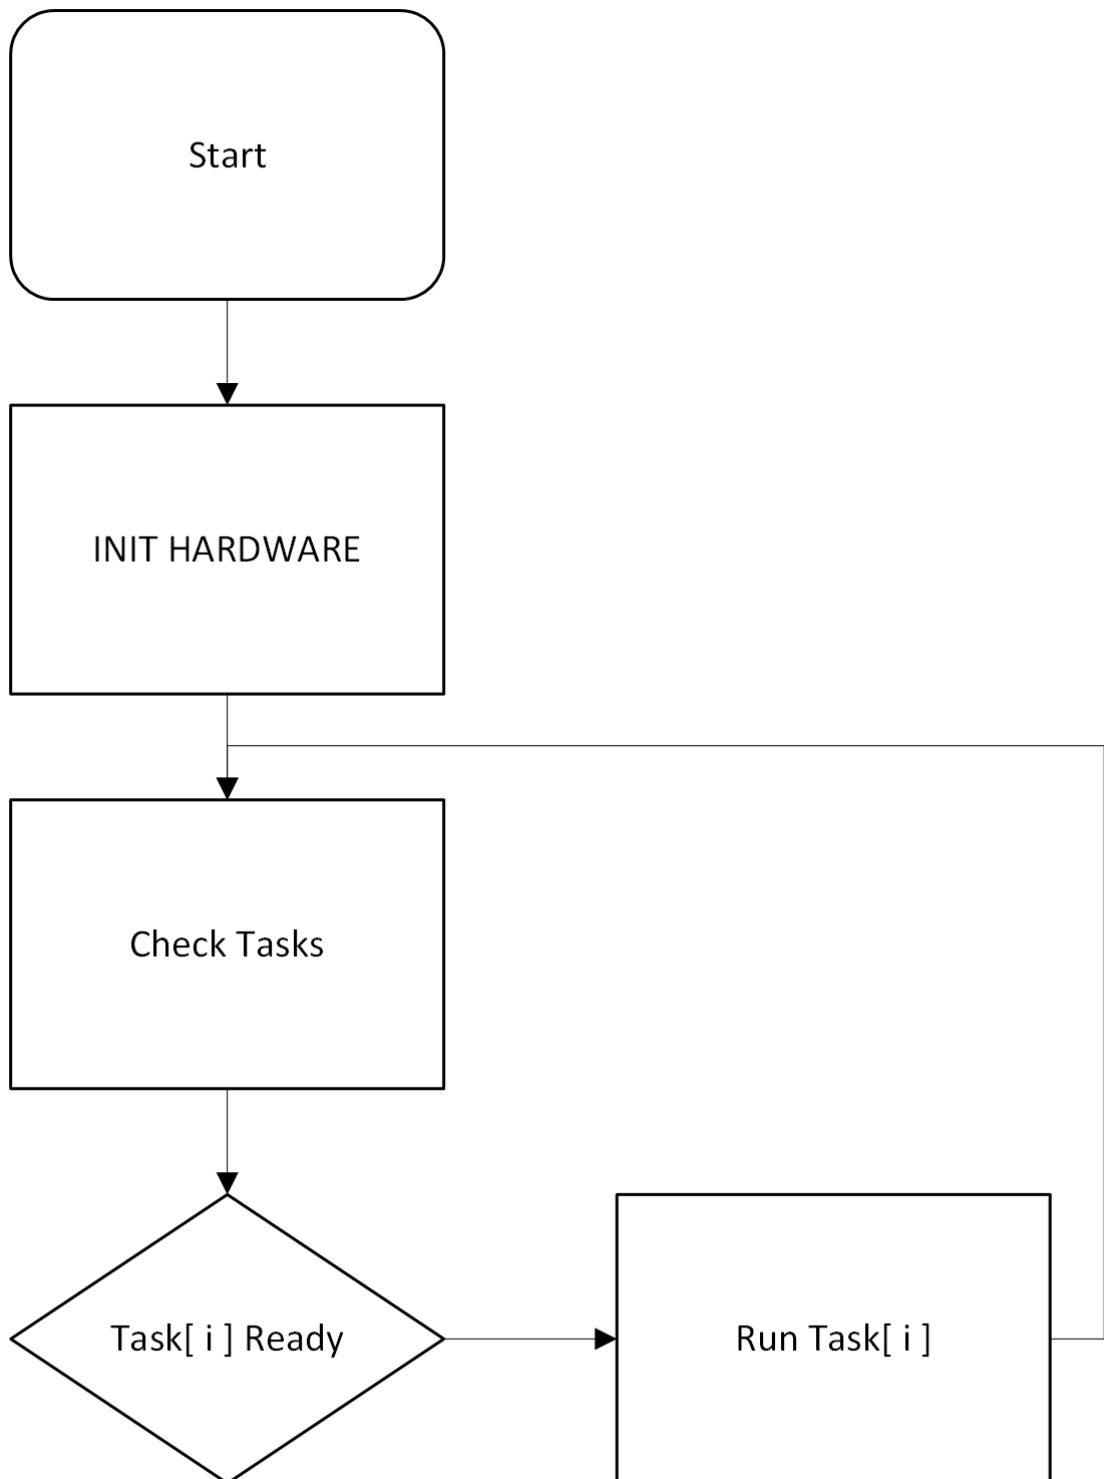 Start
INIT HARDWARE
Check Tasks
Task[ i ] Ready
Run Task[ i ]